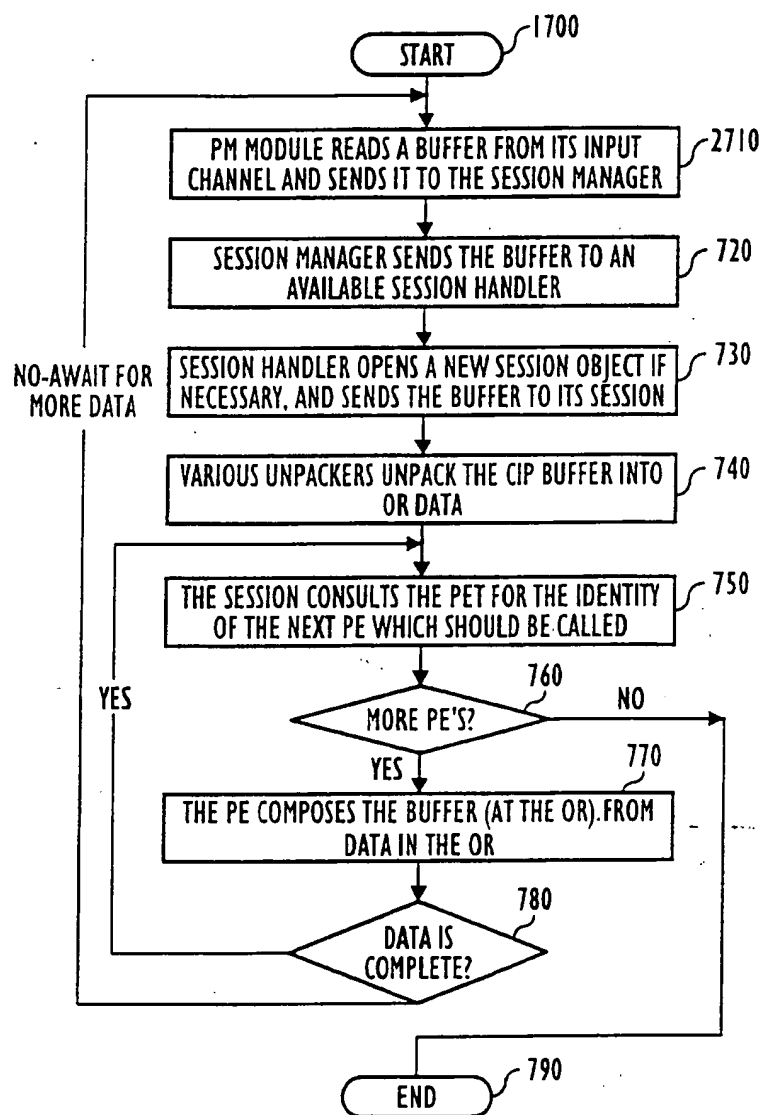 1700
START
PM MODULE READS A BUFFER FROM ITS INPUT
CHANNEL AND SENDS IT TO THE SESSION MANAGER
2710
SESSION MANAGER SENDS THE BUFFER TO AN
AVAILABLE SESSION HANDLER
720
SESSION HANDLER OPENS A NEW SESSION OBJECT IF
NECESSARY, AND SENDS THE BUFFER TO ITS SESSION
730
NO-AWAIT FOR
MORE DATA
VARIOUS UNPACKERS UNPACK THE CIP BUFFER INTO
OR DATA
740
THE SESSION CONSULTS THE PET FOR THE IDENTITY
OF THE NEXT PE WHICH SHOULD BE CALLED
750
YES
MORE PE'S?
760
NO
YES
770
THE PE COMPOSES THE BUFFER (AT THE OR).FROM
DATA IN THE OR
DATA IS
COMPLETE?
780
END
790